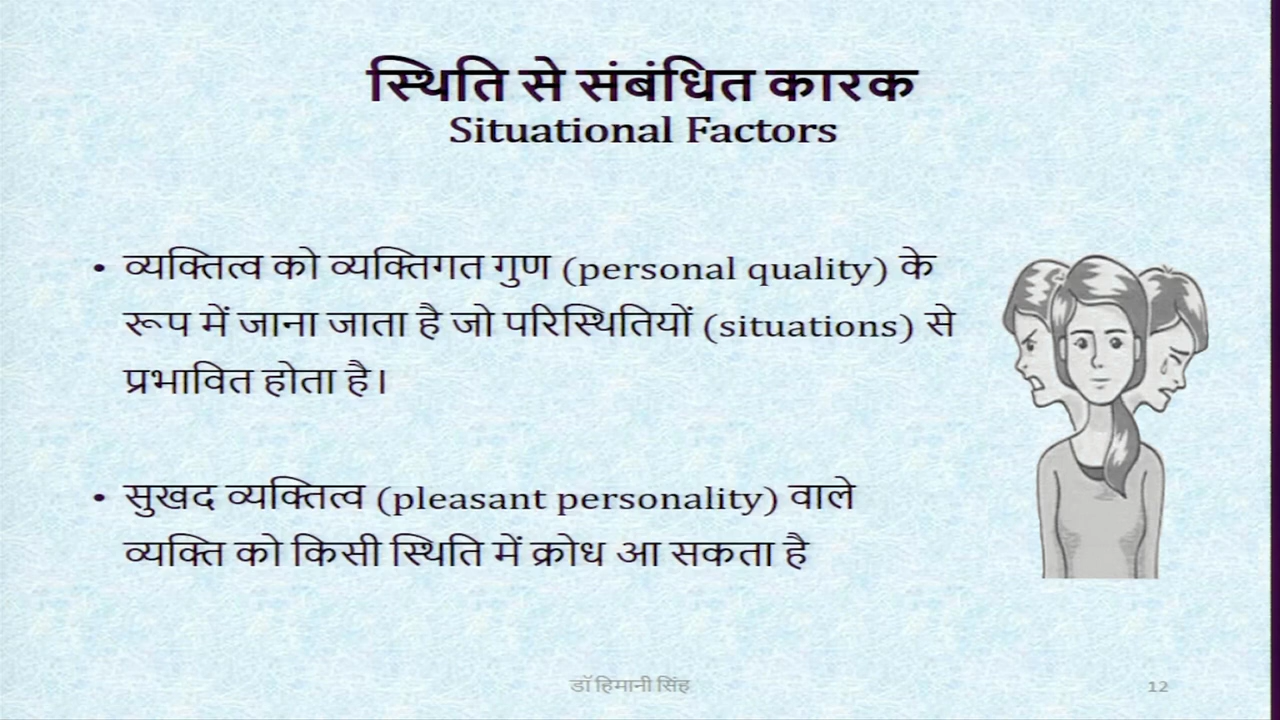 स्थिति से संबंधित कारक
Situational Factors
• व्यक्तित्व को व्यक्तिगत गुण (personal quality) के
रूप में जाना जाता है जो परिस्थितियों (situations) से
प्रभावित होता है।
• सुखद व्यक्तित्व (pleasant personality) वाले
व्यक्ति को किसी स्थिति में क्रोध आ सकता है
डॉ हिमानी सिंह
12